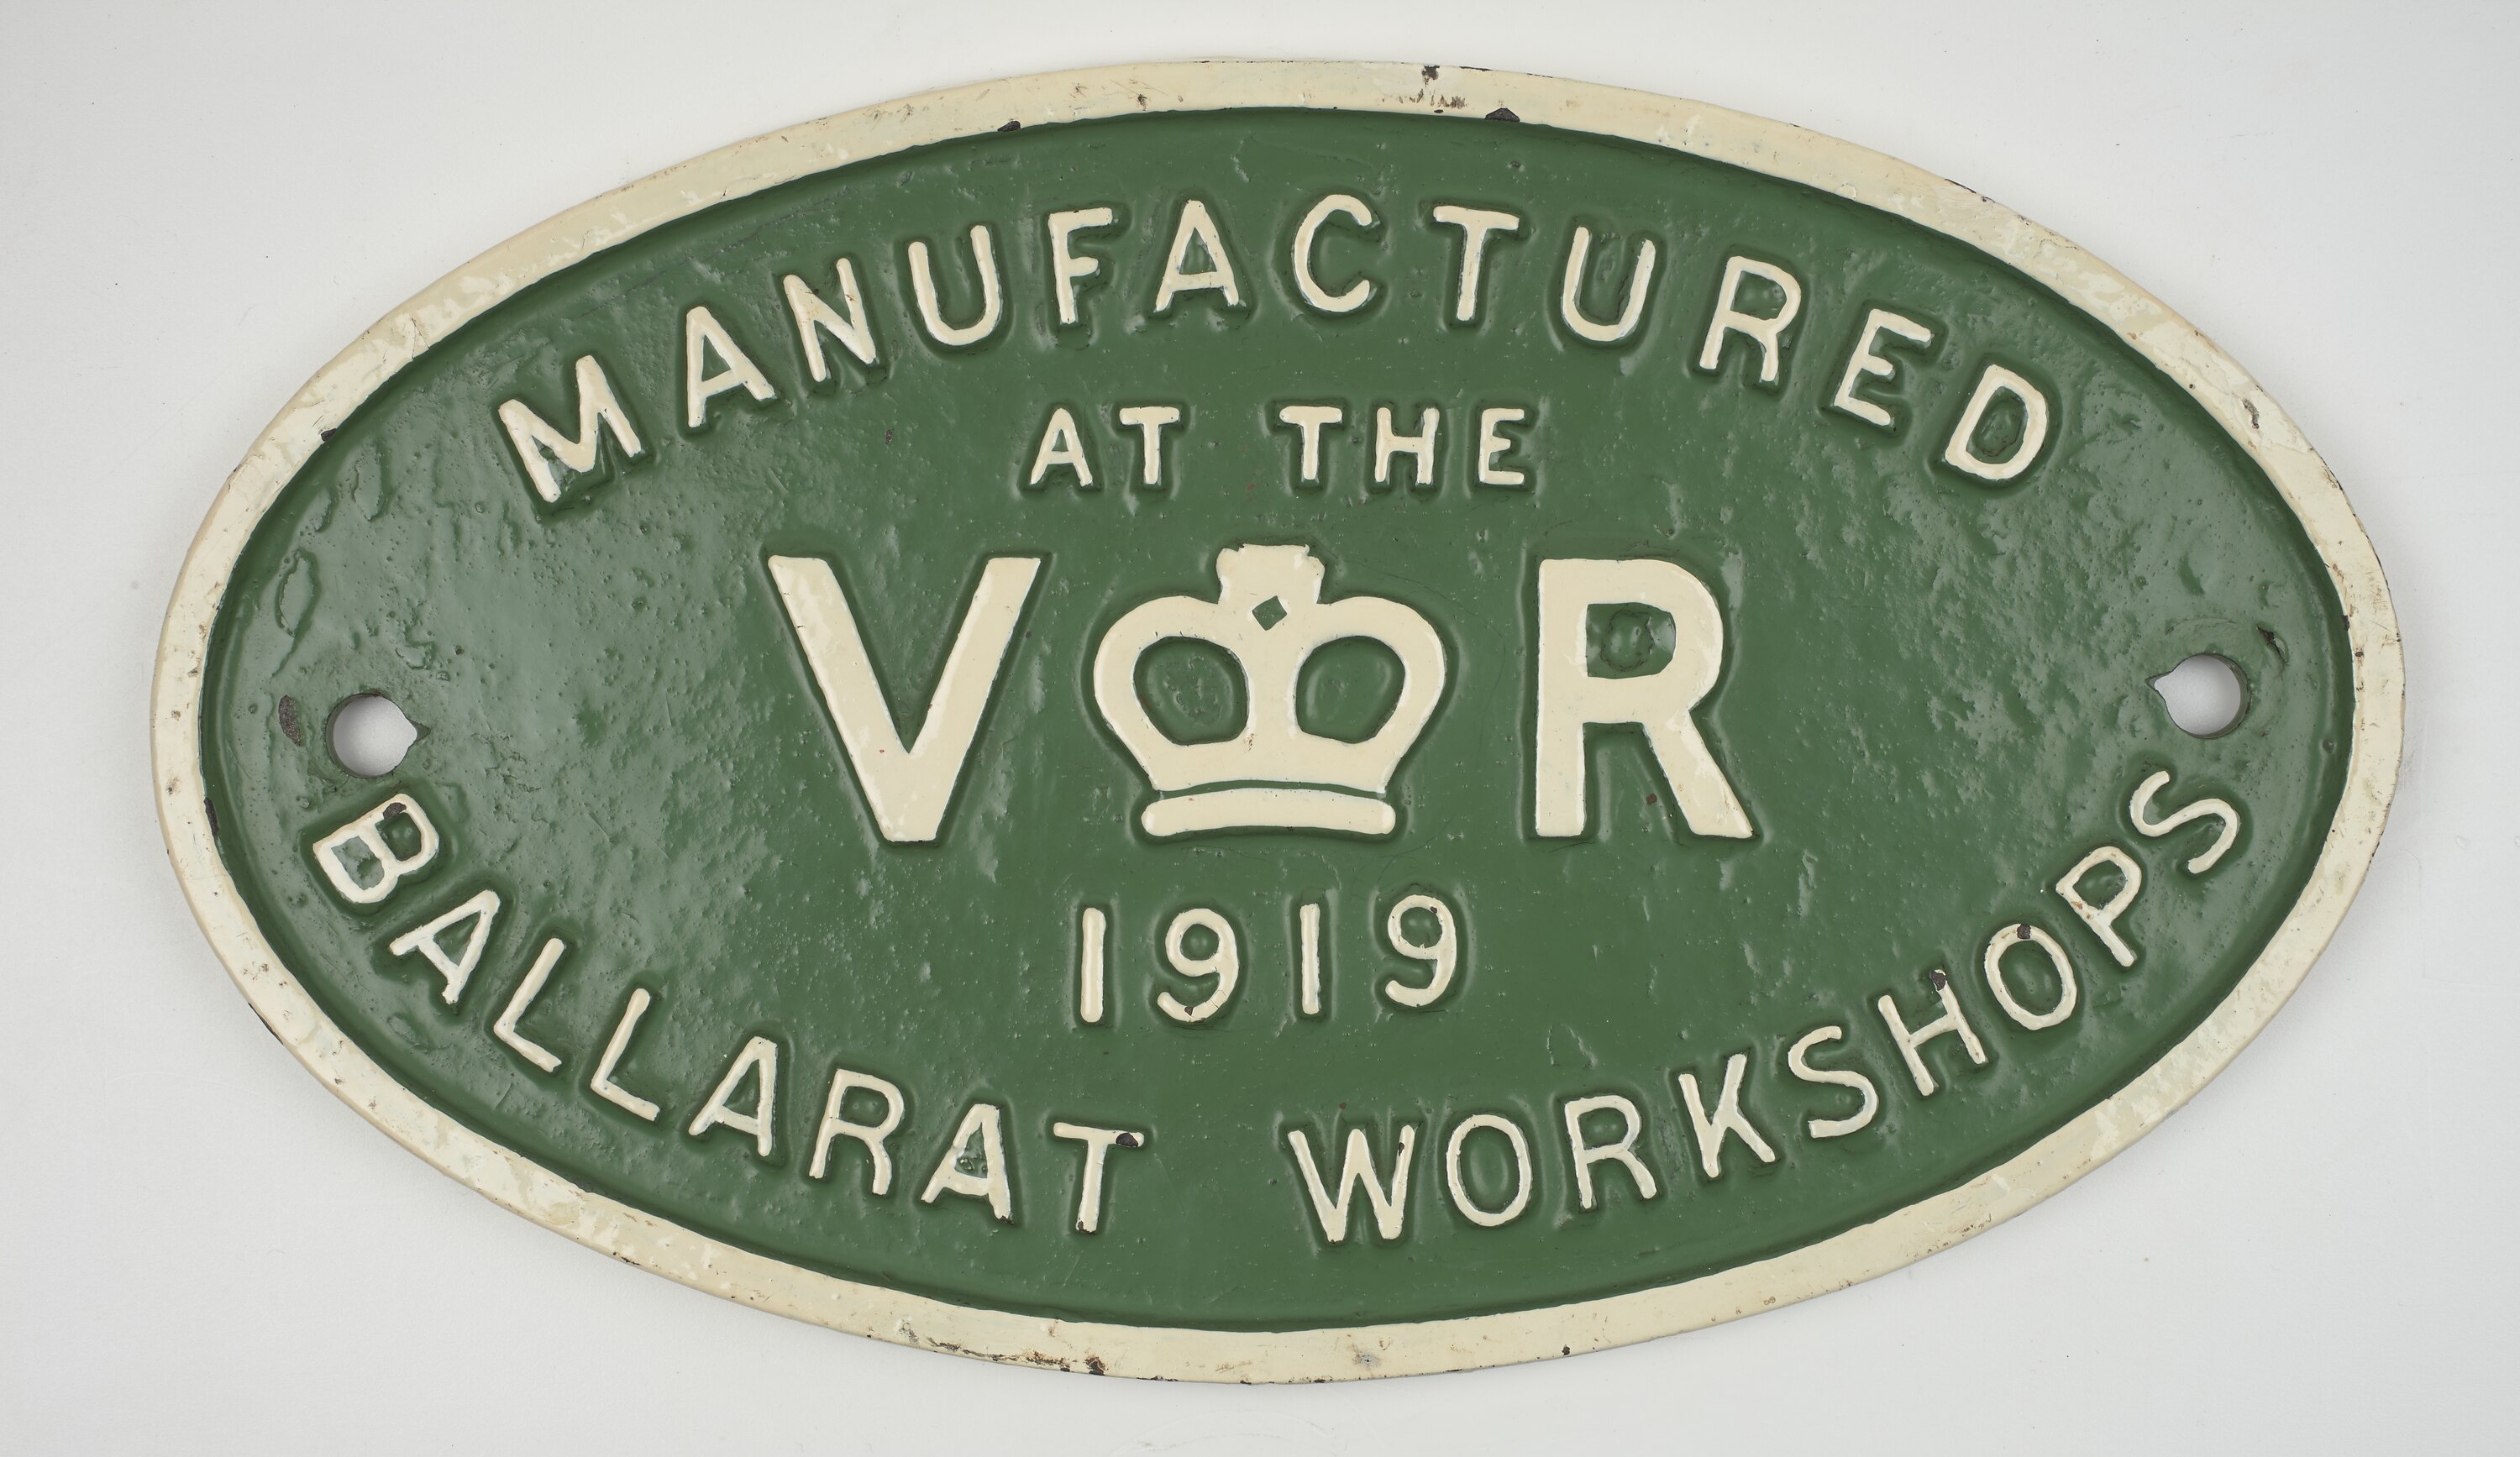 MANUFACTURED
AT THE
V R
1919
BALLARAT WORKSHOPS